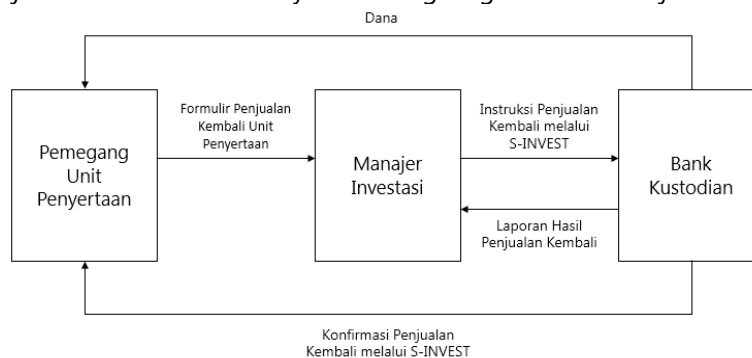 Dana
Formulir Penjualan
Kembali Unit
Penyertaan
Instruksi Penjualan
Kembali melalui
S-INVEST
Pemegang
Unit
Penyertaan
Manajer
Investasi
Bank
Kustodian
Laporan Hasil
Penjualan Kembali
Konfirmasi Penjualan
Kembali melalui S-INVEST